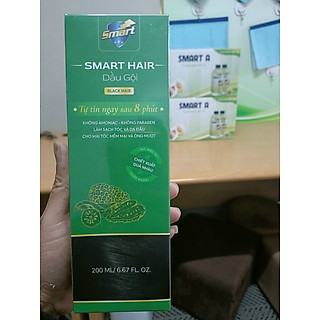 Smart
SMART HAIR
Dầu Gội
BLACK HAIR
Tự tin ngay sau 8 phút
KHÔNG AMONIAC - KHÔNG PARABEN
LÀM SẠCH TÓC VÀ DA ĐẦU
CHO MÁI TÓC MỀM MẠI VÀ ÓNG MƯỢT
CHIẾT XUẤT
QUẢ NHÀU
200 ML/ 6.67 FL. OZ.
SMART A
SMART A